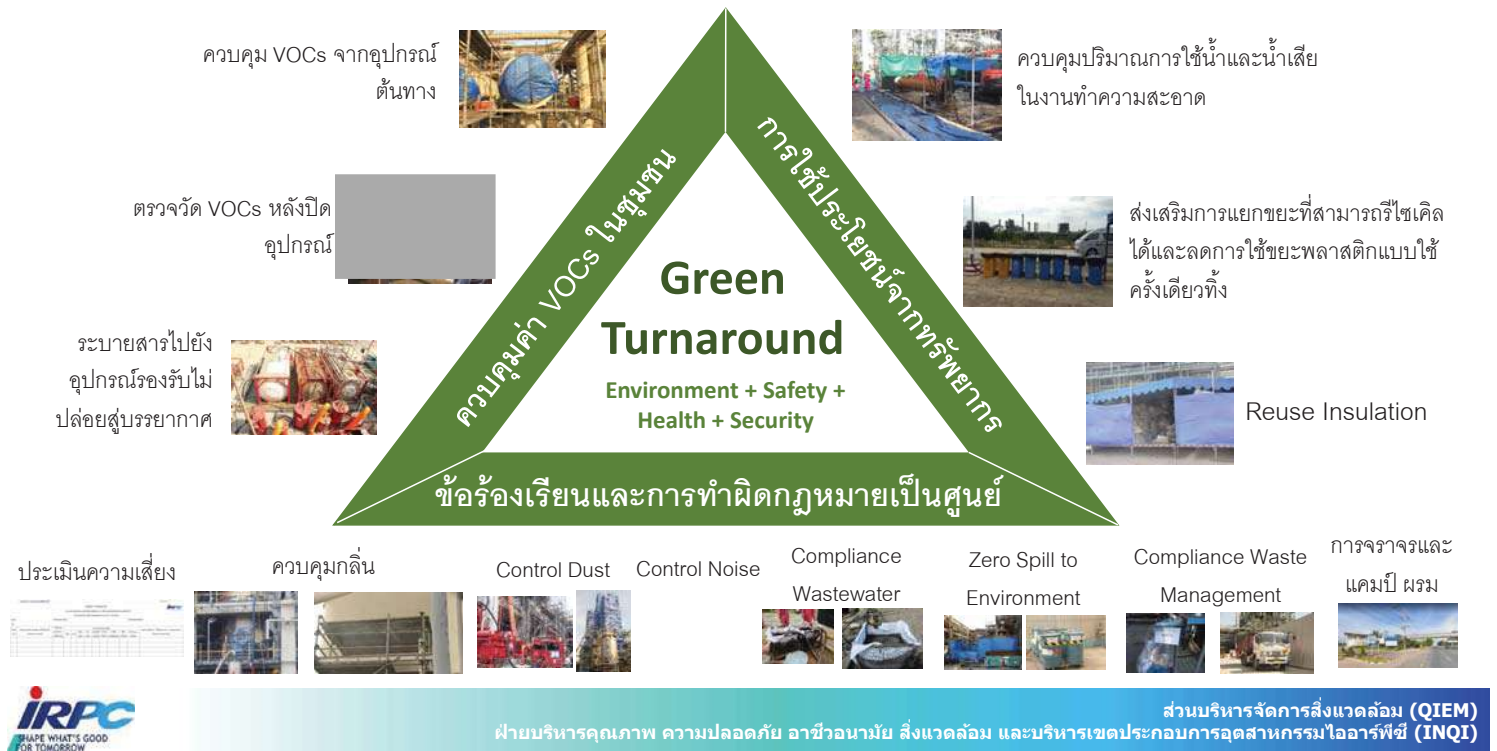 ควบคุม VOCs จากอุปกรณ์
ต้นทาง
ตรวจวัด VOCs หลังปิด
อุปกรณ์
ระบายสารไปยัง
อุปกรณ์รองรับไม่
ปล่อยสู่บรรยากาศ
ควบคุมค่า VOCs ในชุมชน
Green
Turnaround
Environment + Safety +
Health + Security
การใช้ประโยชน์จากทรัพยากร
ข้อร้องเรียนและการทำผิดกฎหมายเป็นศูนย์
ควบคุมปริมาณการใช้น้ำและน้ำเสีย
ในงานทำความสะอาด
ส่งเสริมการแยกขยะที่สามารถรีไซเคิล
ได้และลดการใช้ขยะพลาสติกแบบใช้
ครั้งเดียวทิ้ง
Reuse Insulation
ประเมินความเสี่ยง
ควบคุมกลิ่น
Control Dust
Control Noise
Compliance
Wastewater
Zero Spill to
Environment
Compliance Waste
Management
การจราจรและ
แคมป์ ผรม
IRPC
SHAPE WHAT'S GOOD
FOR TOMORROW
ส่วนบริหารจัดการสิ่งแวดล้อม (QIEM)
ฝ่ายบริหารคุณภาพ ความปลอดภัย อาชีวอนามัย สิ่งแวดล้อม และบริหารเขตประกอบการอุตสาหกรรมไออาร์พีซี (INQI)